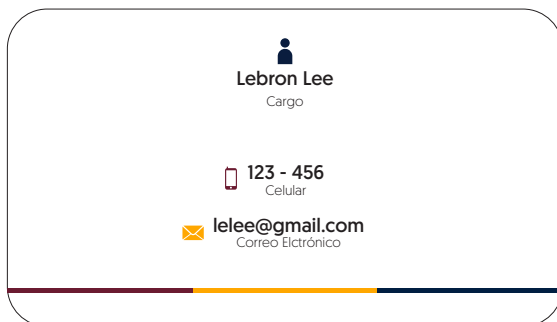 Lebron Lee
Cargo
123 - 456
Celular
lelee@gmail.com
Correo Elctrónico